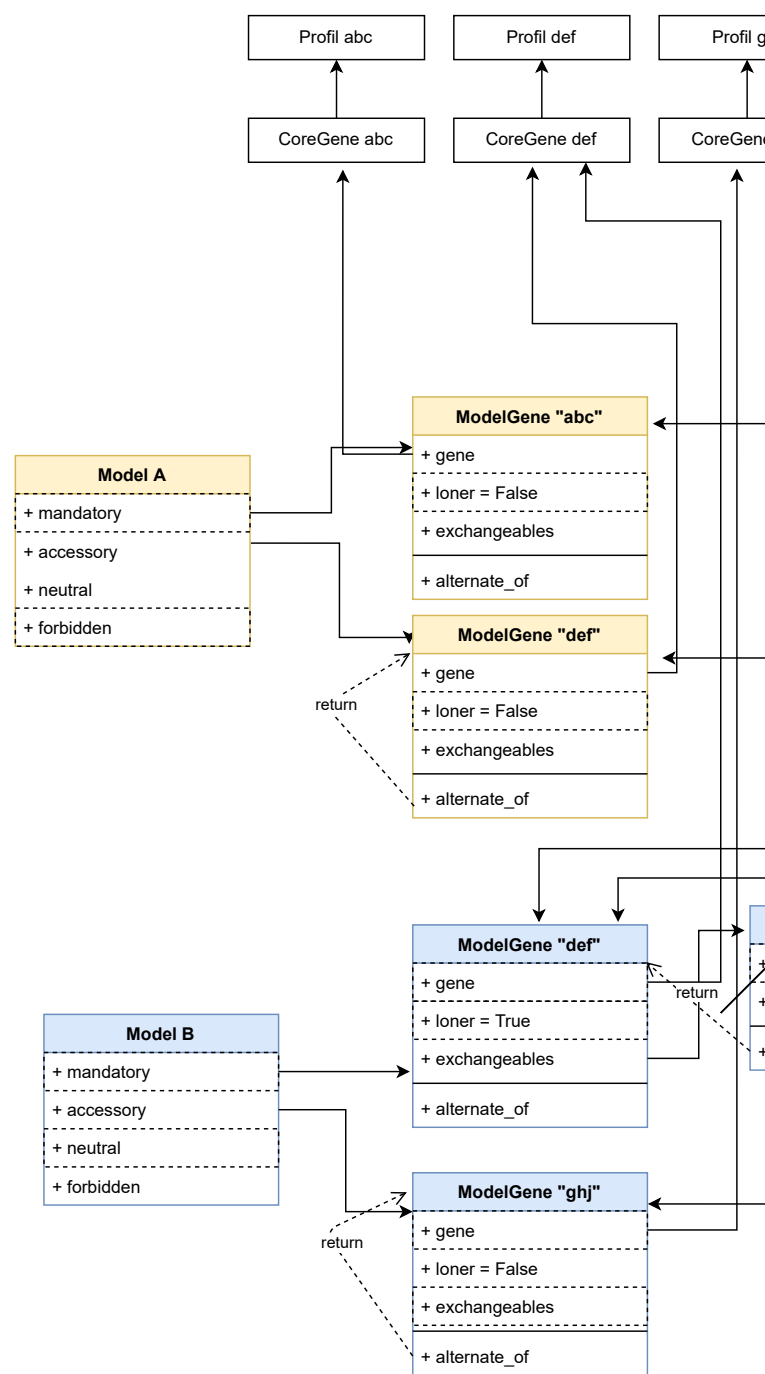 Profil abc
Profil def
Profil g
CoreGene abc
CoreGene def
CoreGene
ModelGene "abc"
+ gene
+ loner = False
+ exchangeables
+ alternate_of
Model A
+ mandatory
+ accessory
+ neutral
+ forbidden
ModelGene "def"
+ gene
+ loner = False
+ exchangeables
+ alternate_of
return
ModelGene "def"
+ gene
+ loner = True
+ exchangeables
+ alternate_of
return
+
+
+
Model B
+ mandatory
+ accessory
+ neutral
+ forbidden
ModelGene "ghj"
+ gene
+ loner = False
+ exchangeables
+ alternate_of
return